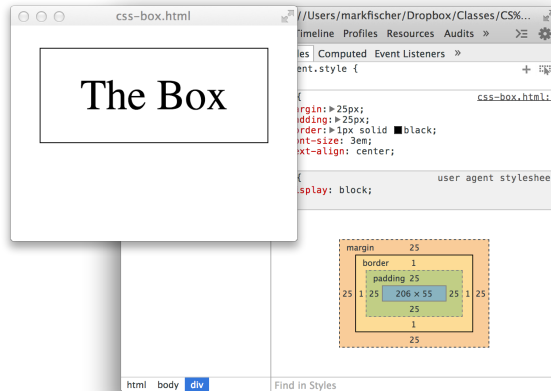 css-box.html
The Box
//Users/markfischer/Dropbox/Classes/CS%...
Timeline Profiles Resources Audits »
les Computed Event Listeners »
ent.style {
{ css-box.html:
argin: 25px;
adding: 25px;
order: 1px solid black;
ont-size: 3em;
ext-align: center;
{ user agent styleshee
isplay: block;
margin 25
border 1
padding 25
25 1 25 206 × 55 25 1 25
25
1
25
html body div Find in Styles